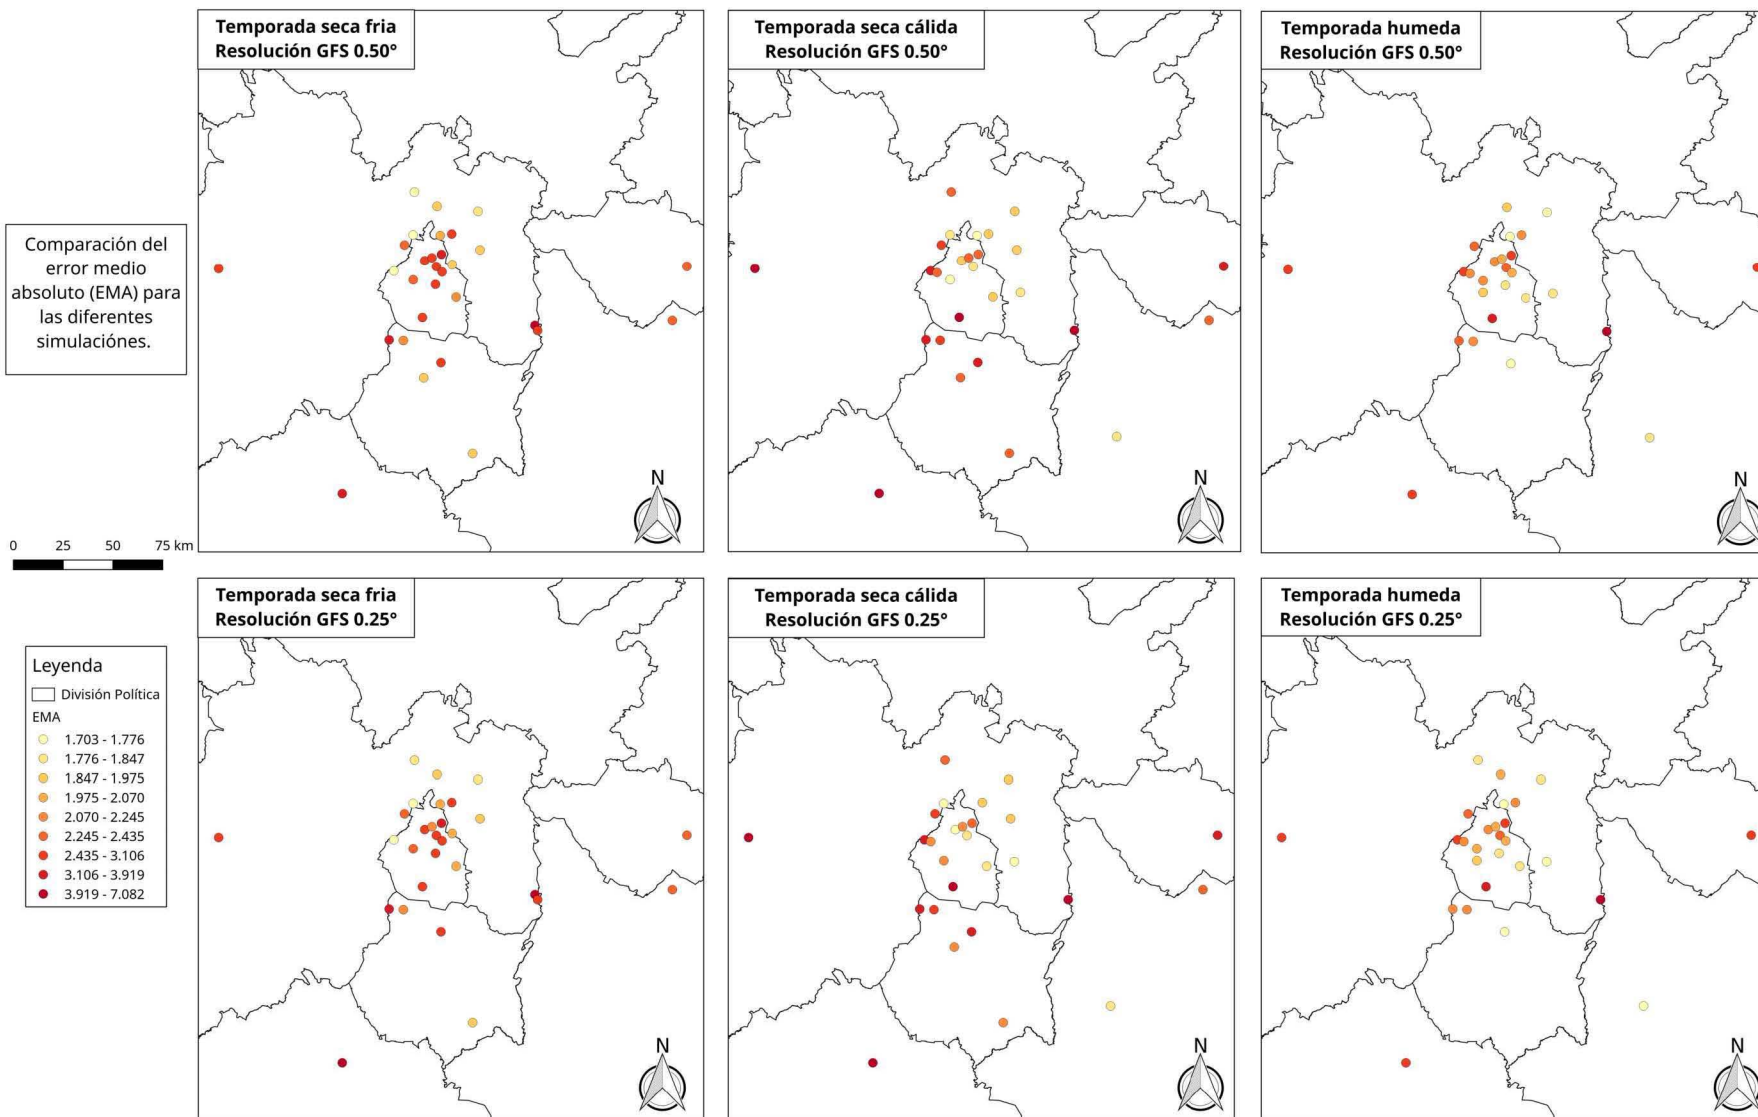 Temporada seca fria
Resolución GFS 0.50°
Temporada seca cálida
Resolución GFS 0.50°
Temporada humeda
Resolución GFS 0.50°
Comparación del
error medio
absoluto (EMA) para
las diferentes
simulaciónes.
N
N
N
0 25 50 75 km
Temporada seca fria
Resolución GFS 0.25°
Temporada seca cálida
Resolución GFS 0.25°
Temporada humeda
Resolución GFS 0.25°
Leyenda
División Política
EMA
1.703 - 1.776
1.776 - 1.847
1.847 - 1.975
1.975 - 2.070
2.070 - 2.245
2.245 - 2.435
2.435 - 3.106
3.106 - 3.919
3.919 - 7.082
N
N
N